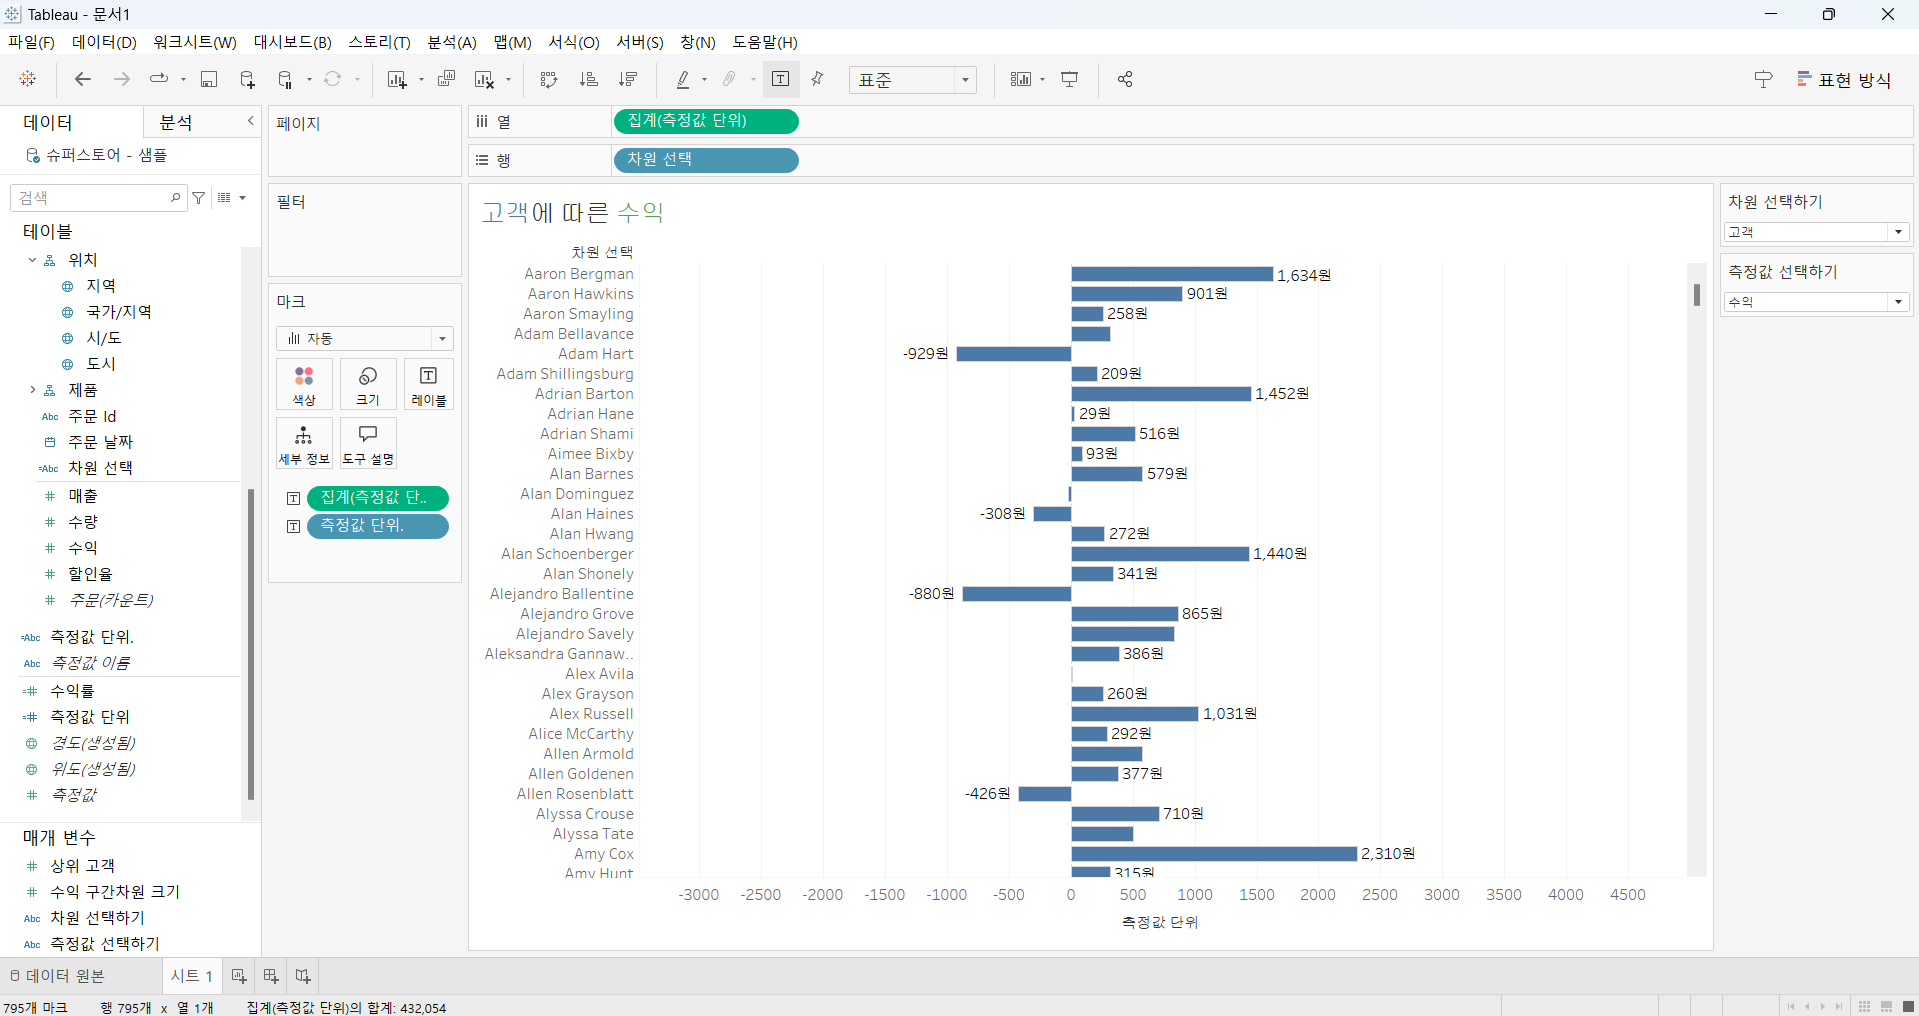 Tableau - 문서1
파일(F) 데이터(D) 워크시트(W) 대시보드(B) 스토리(T) 분석(A) 맵(M) 서식(O) 서버(S) 창(N) 도움말(H)
표준
표현 방식
데이터 분석
슈퍼스토어 - 샘플
검색
테이블
위치
지역
국가/지역
시/도
도시
제품
Abc 주문 Id
주문 날짜
=Abc 차원 선택
# 매출
# 수량
# 수익
# 할인율
# 주문(카운트)
=Abc 측정값 단위.
Abc 측정값 이름
=# 수익률
=# 측정값 단위
경도(생성됨)
위도(생성됨)
# 측정값
매개 변수
# 상위 고객
# 수익 구간차원 크기
Abc 차원 선택하기
Abc 측정값 선택하기
페이지
필터
마크
자동
색상 크기 레이블
세부 정보 도구 설명
집계(측정값 단..
측정값 단위.
열 집계(측정값 단위)
행 차원 선택
고객에 따른 수익
차원 선택
Aaron Bergman 1,634원
Aaron Hawkins 901원
Aaron Smayling 258원
Adam Bellavance
Adam Hart -929원
Adam Shillingsburg 209원
Adrian Barton 1,452원
Adrian Hane 29원
Adrian Shami 516원
Aimee Bixby 93원
Alan Barnes 579원
Alan Dominguez
Alan Haines -308원
Alan Hwang 272원
Alan Schoenberger 1,440원
Alan Shonely 341원
Alejandro Ballentine -880원
Alejandro Grove 865원
Alejandro Savely
Aleksandra Gannaw.. 386원
Alex Avila
Alex Grayson 260원
Alex Russell 1,031원
Alice McCarthy 292원
Allen Armold
Allen Goldenen 377원
Allen Rosenblatt -426원
Alyssa Crouse 710원
Alyssa Tate
Amy Cox 2,310원
Amy Hunt 315원
-3000 -2500 -2000 -1500 -1000 -500 0 500 1000 1500 2000 2500 3000 3500 4000 4500
측정값 단위
차원 선택하기
고객
측정값 선택하기
수익
데이터 원본 시트 1
795개 마크 행 795개 x 열 1개 집계(측정값 단위)의 합계: 432,054